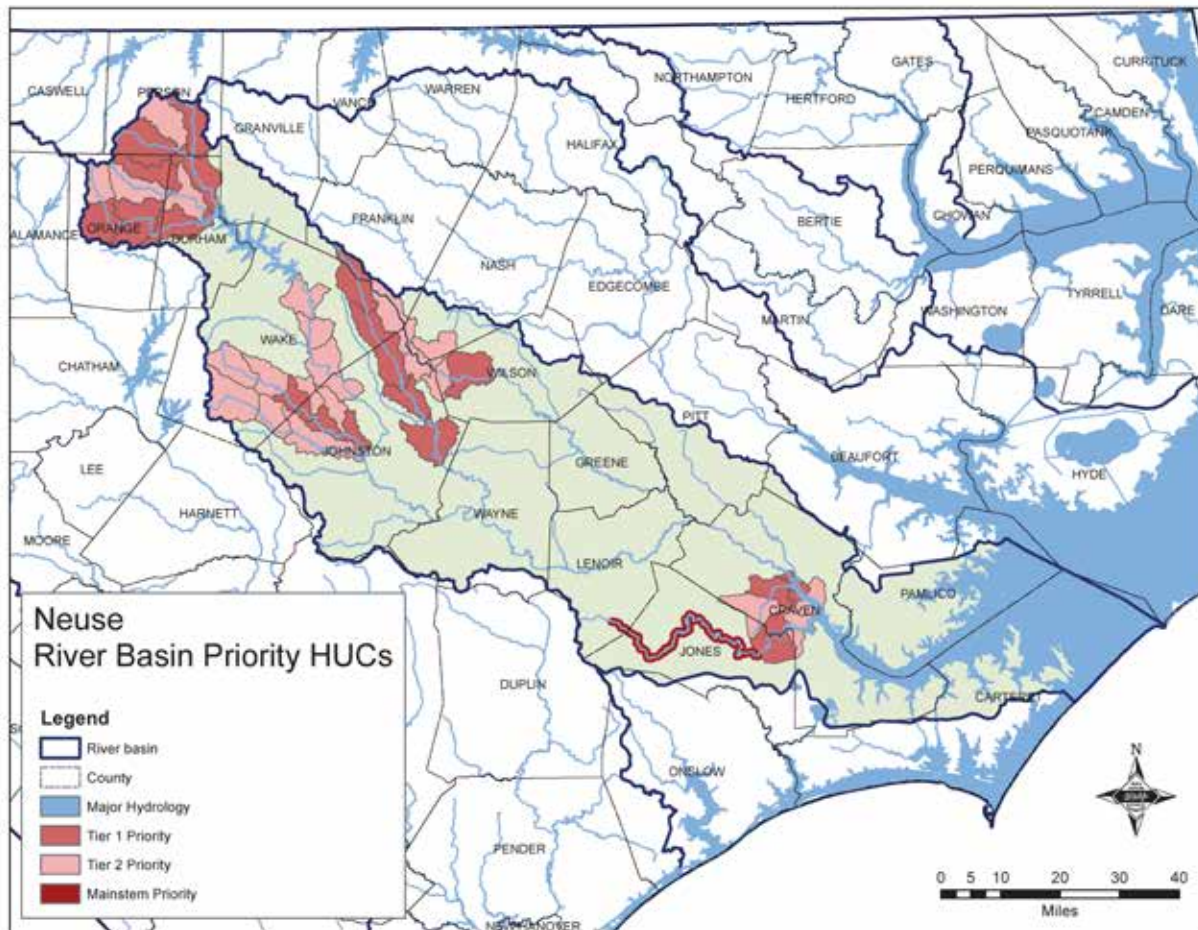 GATES
CURRITUCK
NORTHAMPTON
CASWELL
PERSON
WARREN
HERTFORD
VANCE
CAMDEN
GRANVILLE
PASQUOTANK
HALIFAX
PERQUIMANS
FRANKLIN
BERTIE
CHOWAN
ALAMANCE
ORANGE
DURHAM
NASH
EDGECOMBE
TYRRELL
WASHINGTON
DARE
MARTIN
WAKE
CHATHAM
WILSON
PITT
JOHNSTON
BEAUFORT
GREENE
HYDE
LEE
HARNETT
WAYNE
MOORE
LENOIR
PAMLICO
CRAVEN
JONES
DUPLIN
CARTERET
ONSLOW
PENDER
NEW HANOVER
Neuse
River Basin Priority HUCs
Legend
River basin
County
Major Hydrology
Tier 1 Priority
Tier 2 Priority
Mainstem Priority
N
0 5 10 20 30 40
Miles